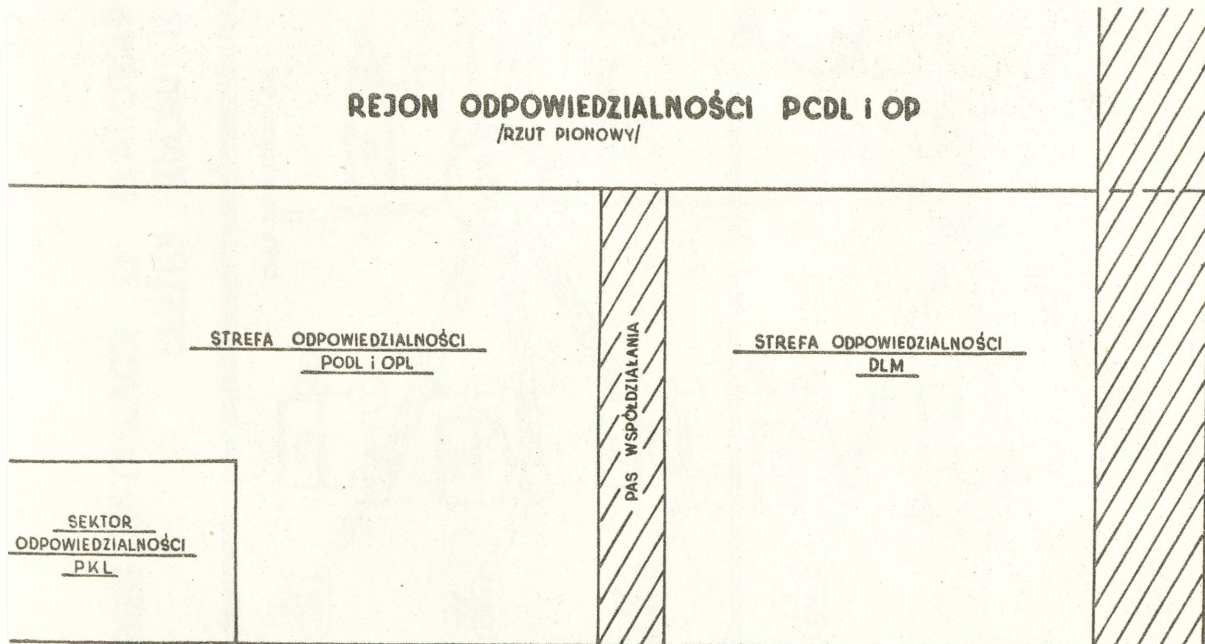 REJON ODPOWIEDZIALNOŚCI PCDL i OP
/RZUT PIONOWY/
STREFA ODPOWIEDZIALNOŚCI
PODL i OPL
PAS WSPÓŁDZIAŁANIA
STREFA ODPOWIEDZIALNOŚCI
DLM
SEKTOR
ODPOWIEDZIALNOŚCI
PKL